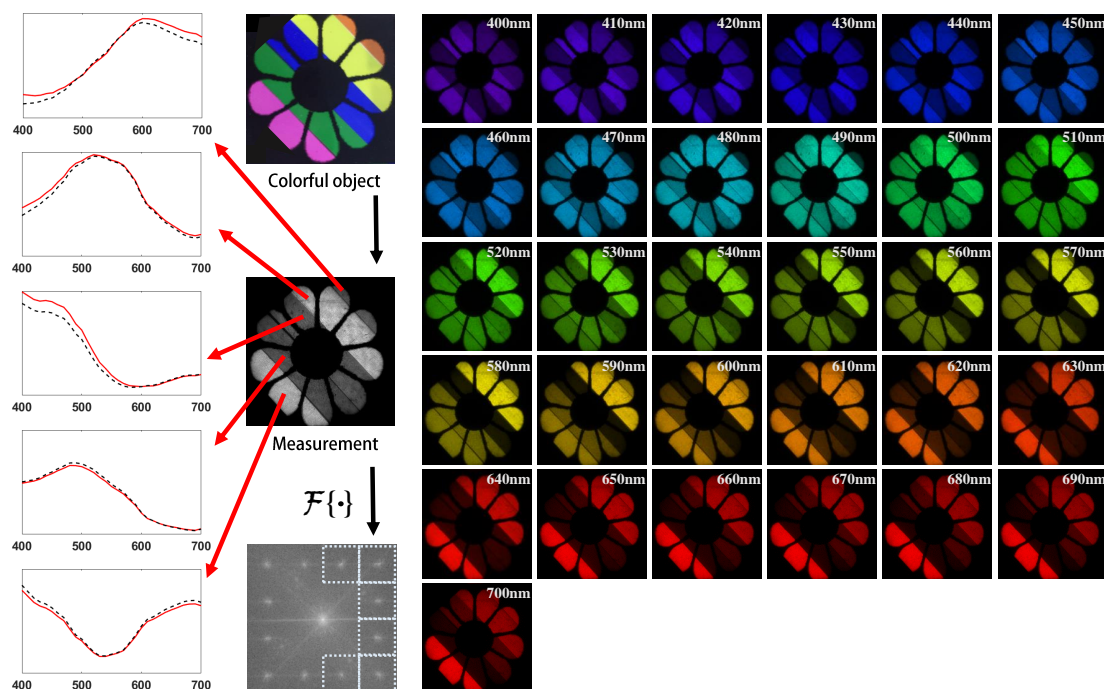 400 500 600 700
400 500 600 700
400 500 600 700
400 500 600 700
400 500 600 700
Colorful object
Measurement
𝓕{·}
400nm 410nm 420nm 430nm 440nm 450nm
460nm 470nm 480nm 490nm 500nm 510nm
520nm 530nm 540nm 550nm 560nm 570nm
580nm 590nm 600nm 610nm 620nm 630nm
640nm 650nm 660nm 670nm 680nm 690nm
700nm